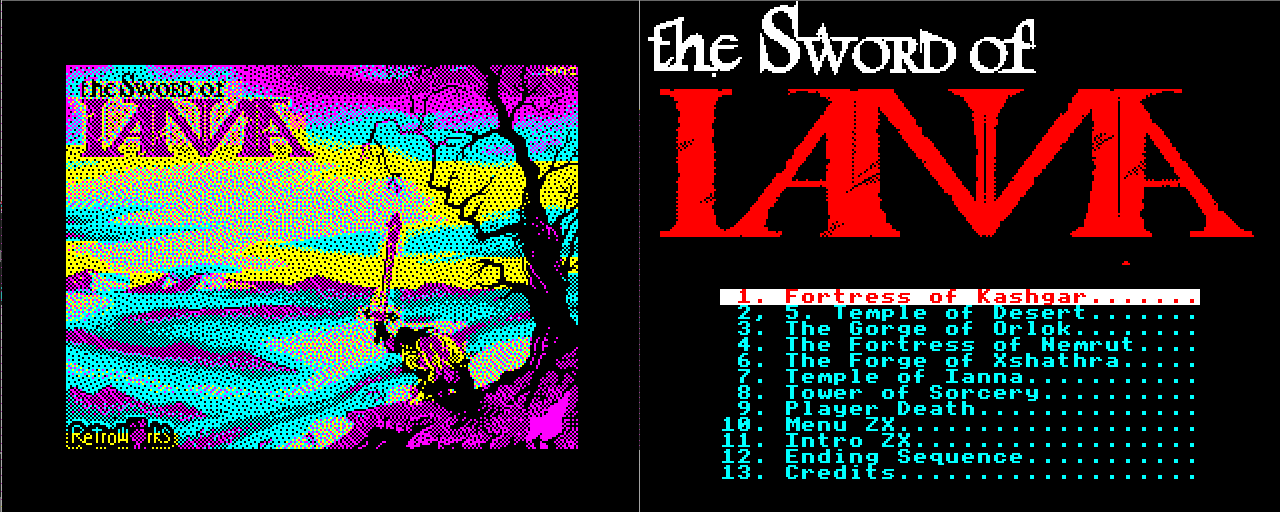 MAC
the Sword of
IANNA
RetroWorks
the Sword of
IANNA
1. Fortress of Kashgar.......
2, 5. Temple of Desert.......
3. The Gorge of Orlok........
4. The Fortress of Nemrut....
6. The Forge of Xshathra.....
7. Temple of Ianna...........
8. Tower of Sorcery..........
9. Player Death..............
10. Menu ZX...................
11. Intro ZX..................
12. Ending Sequence...........
13. Credits...................